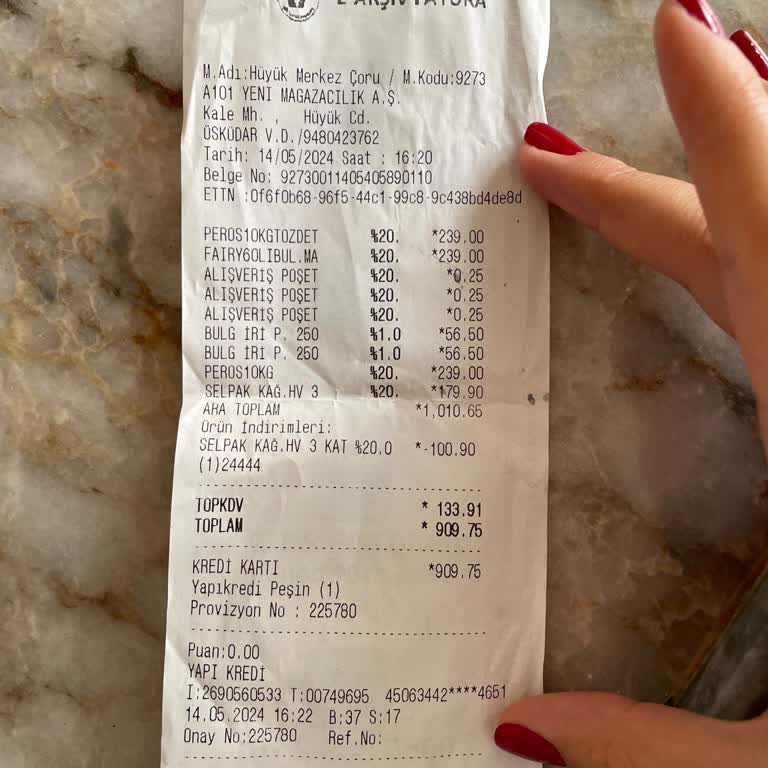 E-ARŞİV FATURA
M.Adı:Hüyük Merkez Çoru / M.Kodu:9273
A101 YENİ MAGAZACILIK A.Ş.
Kale Mh. , Hüyük Cd.
ÜSKÜDAR V.D./9480423762
Tarih: 14/05/2024 Saat : 16:20
Belge No: 92730011405405890110
ETTN :0f6f0b68-96f5-44c1-99c8-9c438bd4de8d
PEROS10KGTOZDET %20. *239.00
FAIRY60LIBUL.MA %20. *239.00
ALIŞVERİŞ POŞET %20. *0.25
ALIŞVERİŞ POŞET %20. *0.25
ALIŞVERİŞ POŞET %20. *0.25
BULG İRİ P. 250 %1.0 *56.50
BULG İRİ P. 250 %1.0 *56.50
PEROS10KG %20. *239.00
SELPAK KAĞ.HV 3 %20. *179.90
ARA TOPLAM *1,010.65
Ürün İndirimleri:
SELPAK KAĞ.HV 3 KAT %20.0 *-100.90
(1)24444
TOPKDV * 133.91
TOPLAM * 909.75
KREDİ KARTI *909.75
Yapıkredi Peşin (1)
Provizyon No : 225780
Puan:0.00
YAPI KREDİ
I:2690560533 T:00749695 45063442****4651
14.05.2024 16:22 B:37 S:17
Onay No:225780 Ref.No: